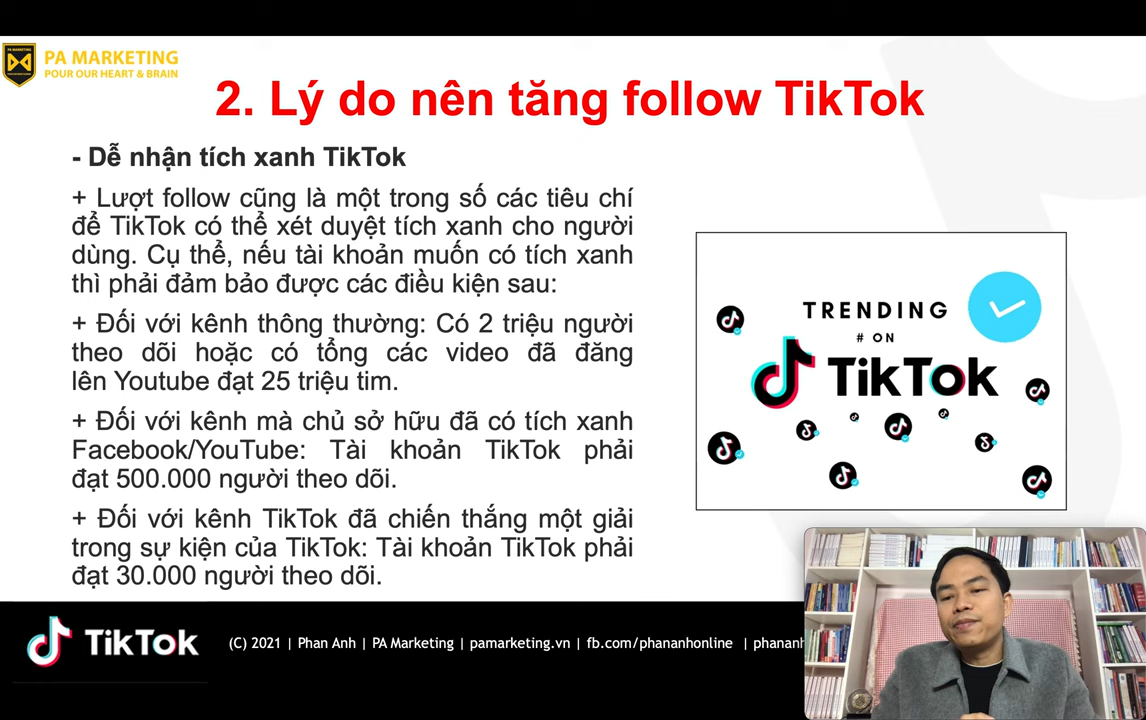 PA MARKETING
POUR OUR HEART & BRAIN
2. Lý do nên tăng follow TikTok
- Dễ nhận tích xanh TikTok
+ Lượt follow cũng là một trong số các tiêu chí
để TikTok có thể xét duyệt tích xanh cho người
dùng. Cụ thể, nếu tài khoản muốn có tích xanh
thì phải đảm bảo được các điều kiện sau:
+ Đối với kênh thông thường: Có 2 triệu người
theo dõi hoặc có tổng các video đã đăng
lên Youtube đạt 25 triệu tim.
+ Đối với kênh mà chủ sở hữu đã có tích xanh
Facebook/YouTube: Tài khoản TikTok phải
đạt 500.000 người theo dõi.
+ Đối với kênh TikTok đã chiến thắng một giải
trong sự kiện của TikTok: Tài khoản TikTok phải
đạt 30.000 người theo dõi.
TRENDING
# ON
TikTok
TikTok
(C) 2021 | Phan Anh | PA Marketing | pamarketing.vn | fb.com/phananhonline | phananh